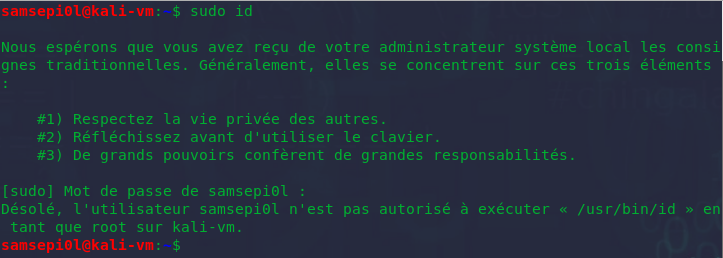 samsepi0l@kali-vm:~$ sudo id
Nous espérons que vous avez reçu de votre administrateur système local les consi
gnes traditionnelles. Généralement, elles se concentrent sur ces trois éléments
:
#1) Respectez la vie privée des autres.
#2) Réfléchissez avant d'utiliser le clavier.
#3) De grands pouvoirs confèrent de grandes responsabilités.
[sudo] Mot de passe de samsepi0l :
Désolé, l'utilisateur samsepi0l n'est pas autorisé à exécuter « /usr/bin/id » en
tant que root sur kali-vm.
samsepi0l@kali-vm:~$